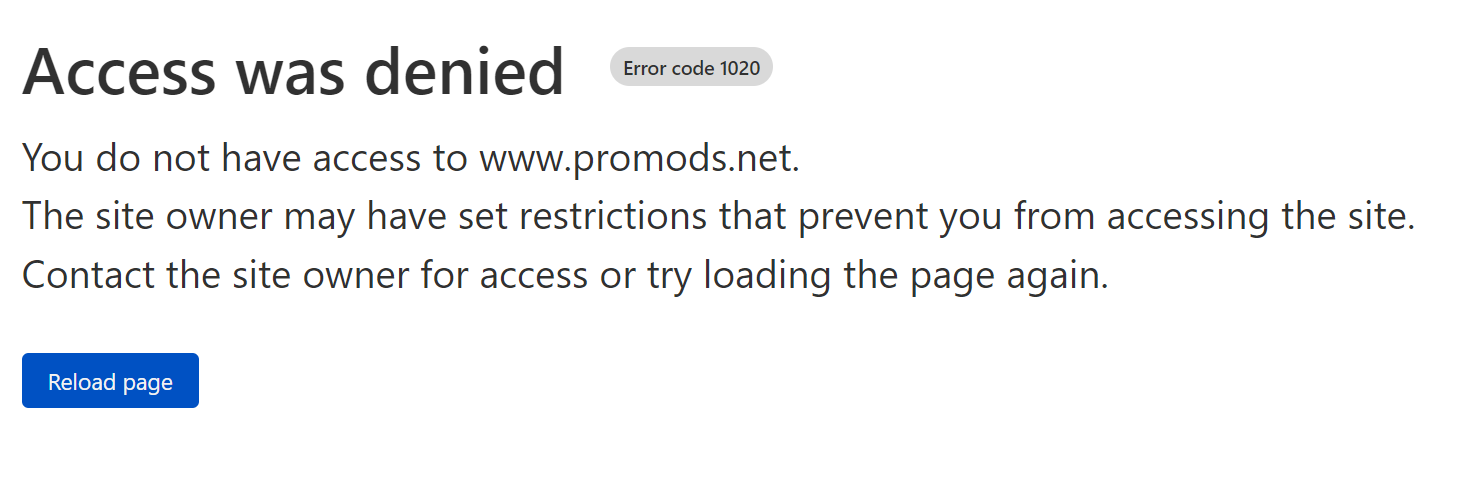 Access was denied
Error code 1020
You do not have access to www.promods.net.
The site owner may have set restrictions that prevent you from accessing the site.
Contact the site owner for access or try loading the page again.
Reload page